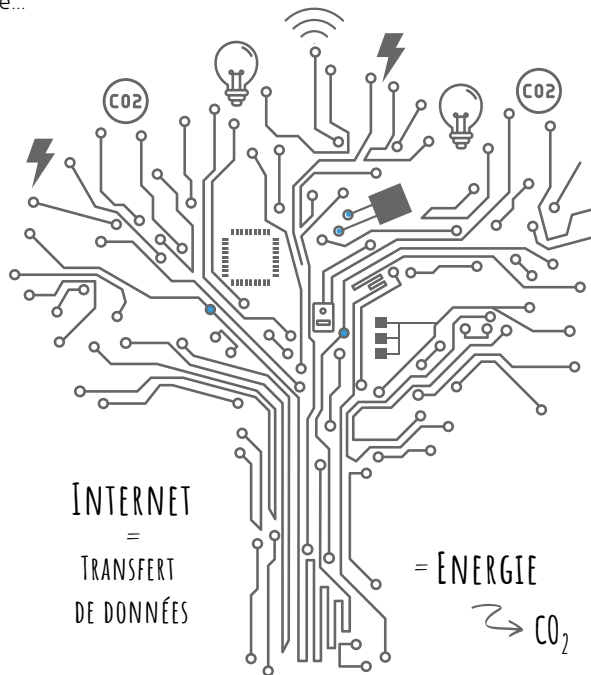 e...
CO2
CO2
INTERNET
=
TRANSFERT
DE DONNÉES
= ENERGIE
CO₂